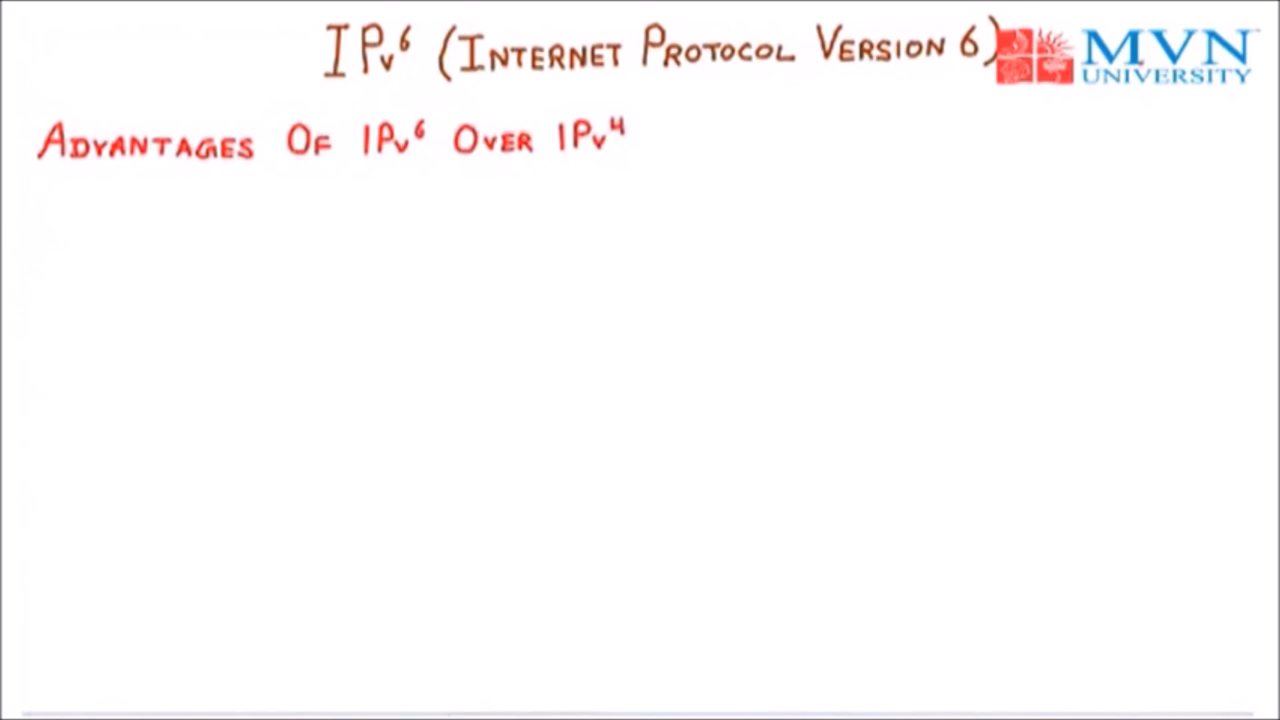 IPv6 (INTERNET PROTOCOL VERSION 6)
MVN
UNIVERSITY
ADVANTAGES OF IPv6 OVER IPv4